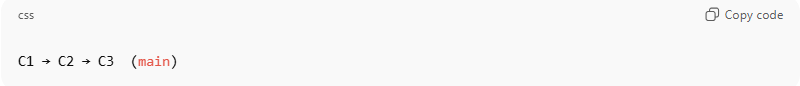 css
Copy code
C1 → C2 → C3  (main)